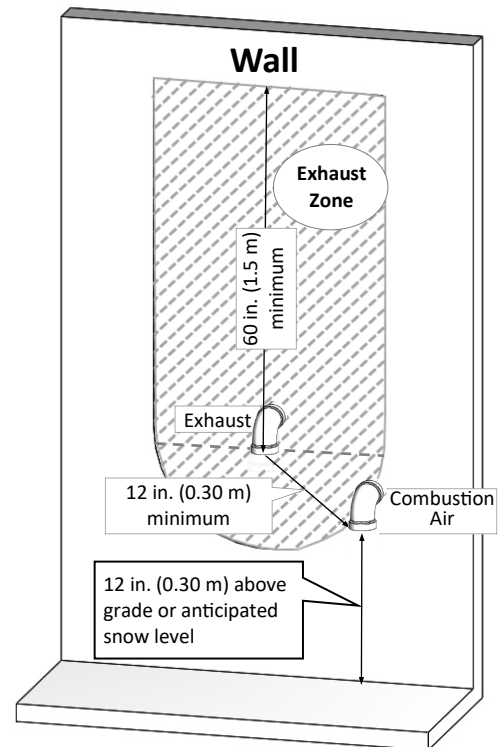 Wall
Exhaust
Zone
60 in. (1.5 m)
minimum
Exhaust
12 in. (0.30 m)
minimum
Combustion
Air
12 in. (0.30 m) above
grade or anticipated
snow level